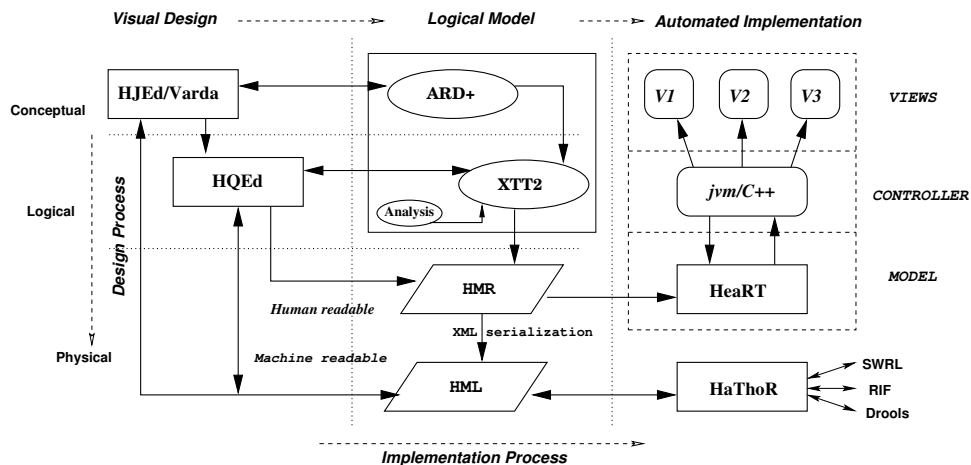 Visual Design
Logical Model
Automated Implementation
HJEd/Varda
ARD+
V1
V2
V3
VIEWS
Conceptual
HQEd
XTT2
jvm/C++
CONTROLLER
Logical
Analysis
Design Process
HMR
HeaRT
MODEL
Human readable
XML serialization
Physical
Machine readable
HML
HaThoR
SWRL
RIF
Drools
Implementation Process